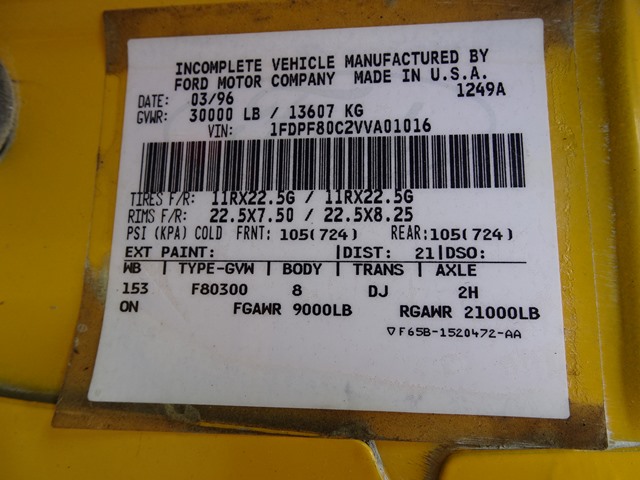 INCOMPLETE VEHICLE MANUFACTURED BY
FORD MOTOR COMPANY MADE IN U.S.A.
DATE: 03/96 1249A
GVWR: 30000 LB / 13607 KG
VIN: 1FDPF80C2VVA01016
TIRES F/R: 11RX22.5G / 11RX22.5G
RIMS F/R: 22.5X7.50 / 22.5X8.25
PSI (KPA) COLD FRNT: 105(724) REAR: 105(724)
EXT PAINT: |DIST: 21|DSO:
WB |TYPE-GVW |BODY |TRANS |AXLE
153 F80300 8 DJ 2H
ON FGAWR 9000LB RGAWR 21000LB
▽F65B-1520472-AA